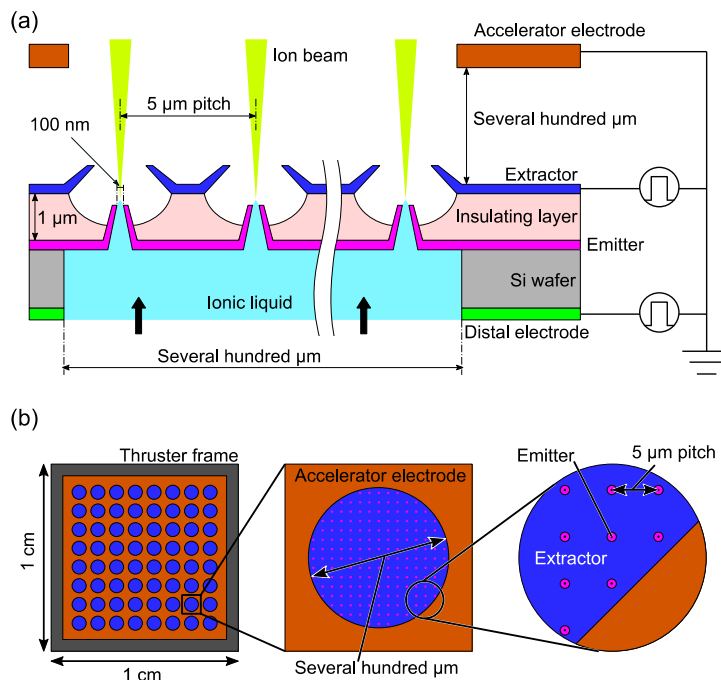 (a)
Accelerator electrode
Ion beam
5 µm pitch
Several hundred µm
100 nm
Extractor
1 µm
Insulating layer
Emitter
Si wafer
Ionic liquid
Distal electrode
Several hundred µm
(b)
Thruster frame
Accelerator electrode
Emitter
5 µm pitch
1 cm
Extractor
Several hundred µm
1 cm